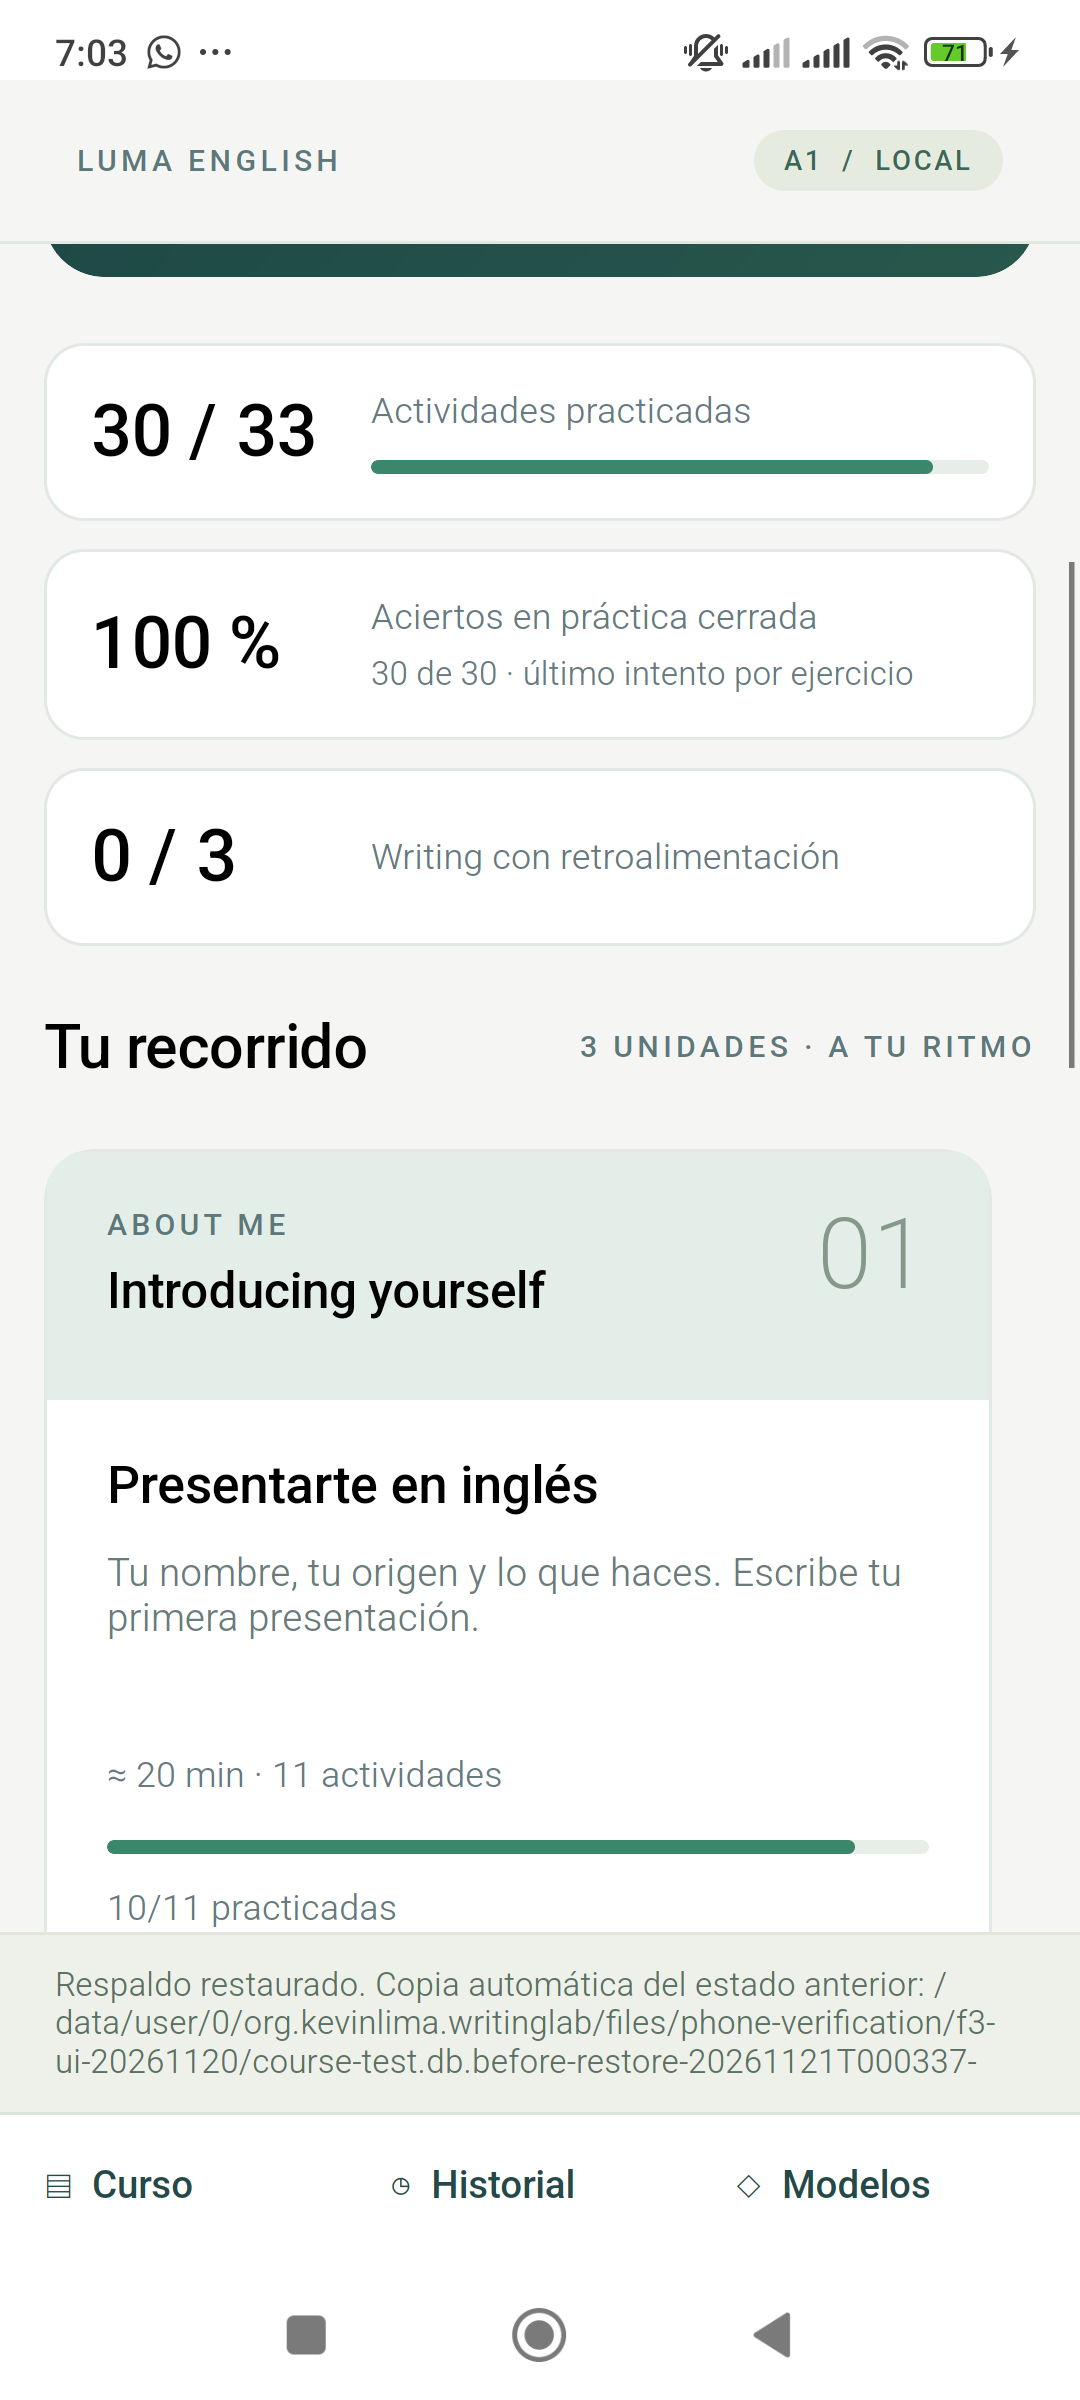 7:03
71
LUMA ENGLISH
A1 / LOCAL
30 / 33
Actividades practicadas
100 %
Aciertos en práctica cerrada
30 de 30 · último intento por ejercicio
0 / 3
Writing con retroalimentación
Tu recorrido
3 UNIDADES · A TU RITMO
ABOUT ME
01
Introducing yourself
Presentarte en inglés
Tu nombre, tu origen y lo que haces. Escribe tu
primera presentación.
≈ 20 min · 11 actividades
10/11 practicadas
Respaldo restaurado. Copia automática del estado anterior: /
data/user/0/org.kevinlima.writinglab/files/phone-verification/f3-
ui-20261120/course-test.db.before-restore-20261121T000337-
Curso
Historial
Modelos